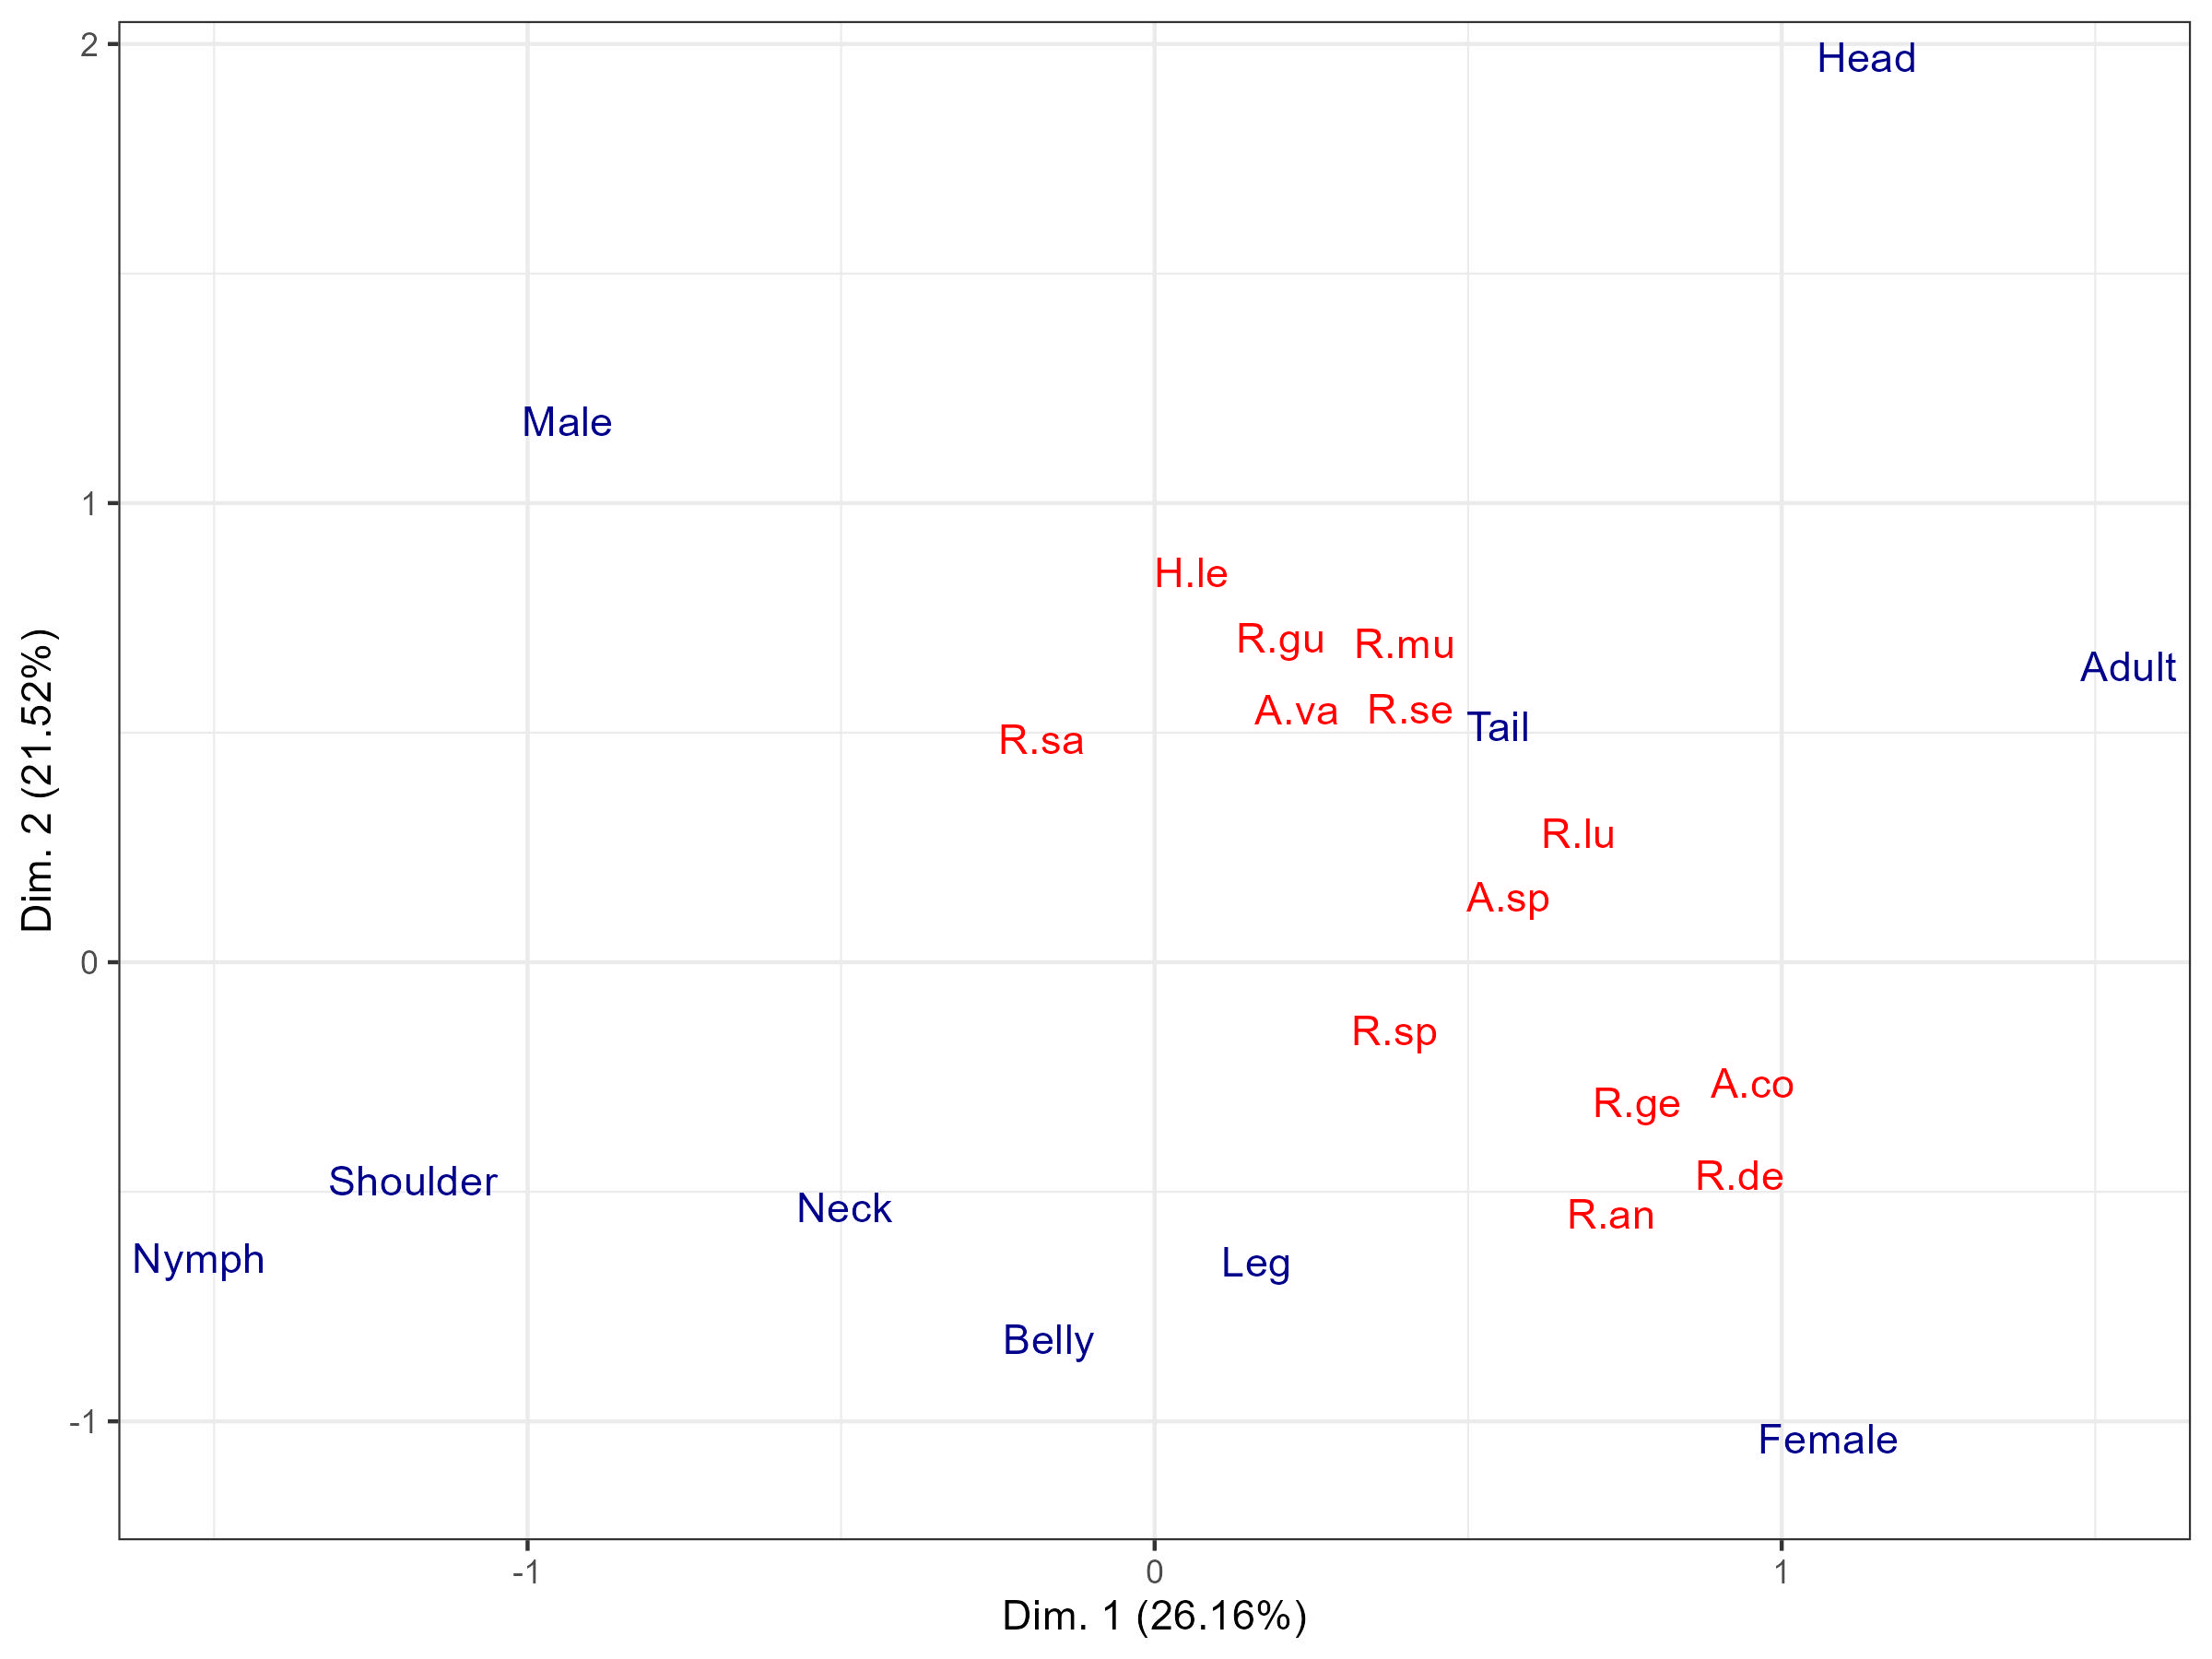 2
Head
Male
1
H.le
R.gu
R.mu
Adult
A.va
R.se
Tail
R.sa
R.lu
A.sp
0
R.sp
A.co
R.ge
R.de
Shoulder
Neck
R.an
Nymph
Leg
Belly
-1
Female
-1
0
1
Dim. 1 (26.16%)
Dim. 2 (21.52%)